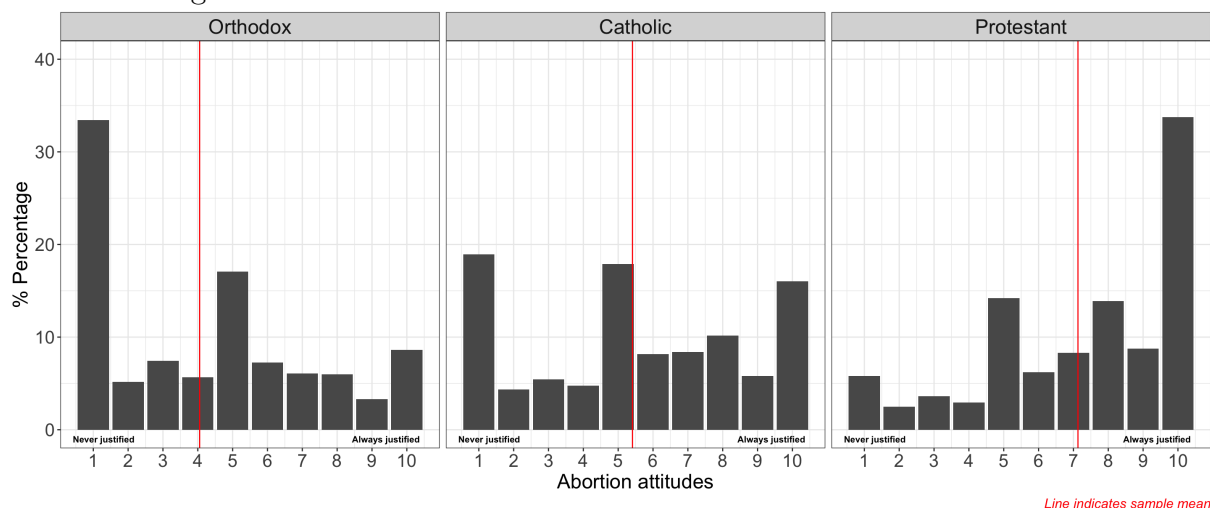 Orthodox Catholic Protestant
% Percentage
40
30
20
10
0
Never justified Always justified Never justified Always justified Never justified Always justified
1 2 3 4 5 6 7 8 9 10 1 2 3 4 5 6 7 8 9 10 1 2 3 4 5 6 7 8 9 10
Abortion attitudes
Line indicates sample mean